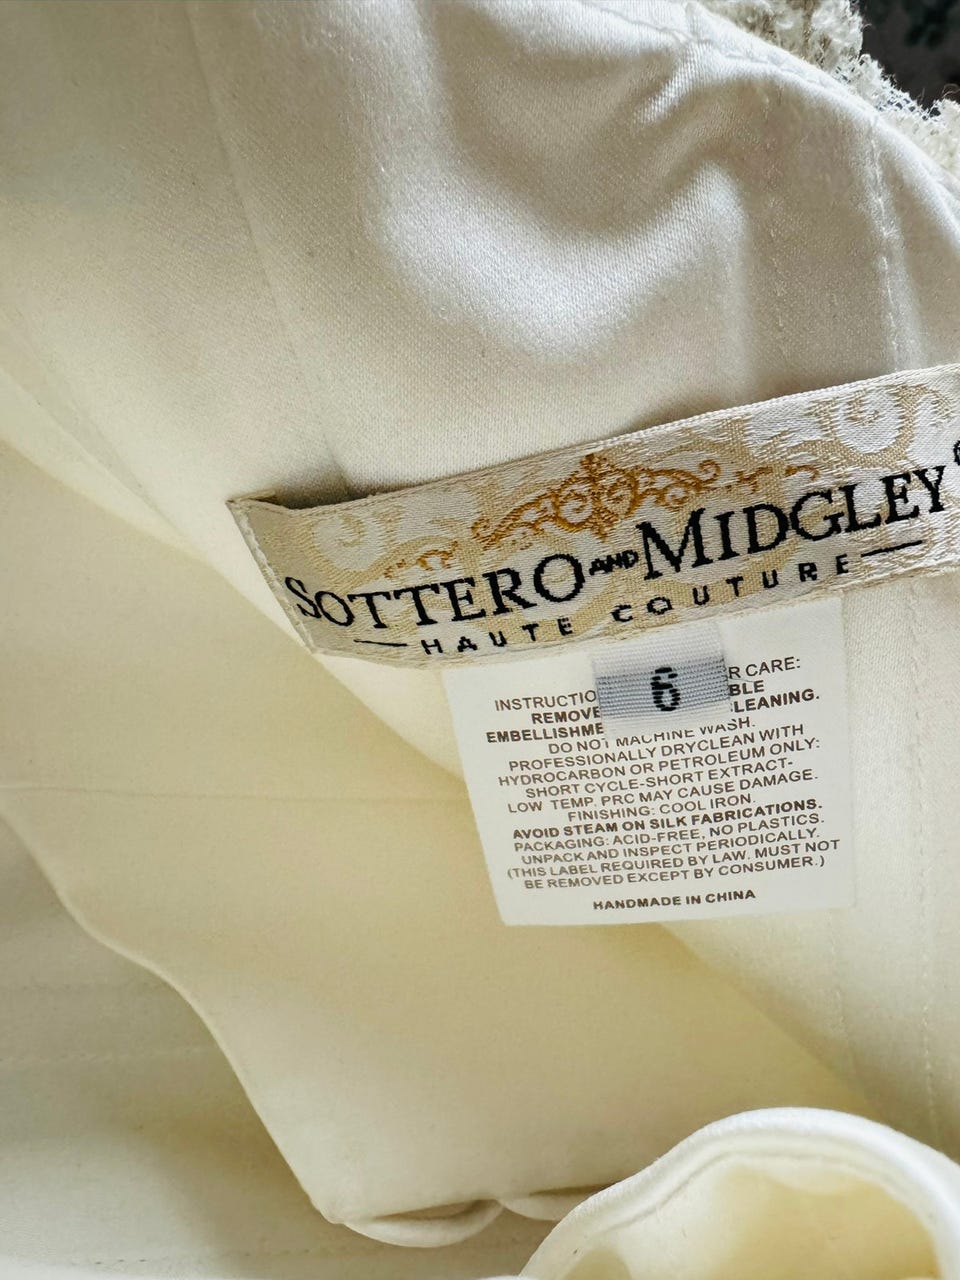 SOTTERO AND MIDGLEY
HAUTE COUTURE
6
CARE:
REMOVE
LEANING.
DO NOT MACHINE WASH.
PROFESSIONALLY DRYCLEAN WITH
HYDROCARBON OR PETROLEUM ONLY:
SHORT CYCLE-SHORT EXTRACT-
LOW TEMP. PRC MAY CAUSE DAMAGE.
FINISHING: COOL IRON.
AVOID STEAM ON SILK FABRICATIONS.
PACKAGING: ACID-FREE, NO PLASTICS.
UNPACK AND INSPECT PERIODICALLY.
(THIS LABEL REQUIRED BY LAW. MUST NOT
BE REMOVED EXCEPT BY CONSUMER.)
HANDMADE IN CHINA